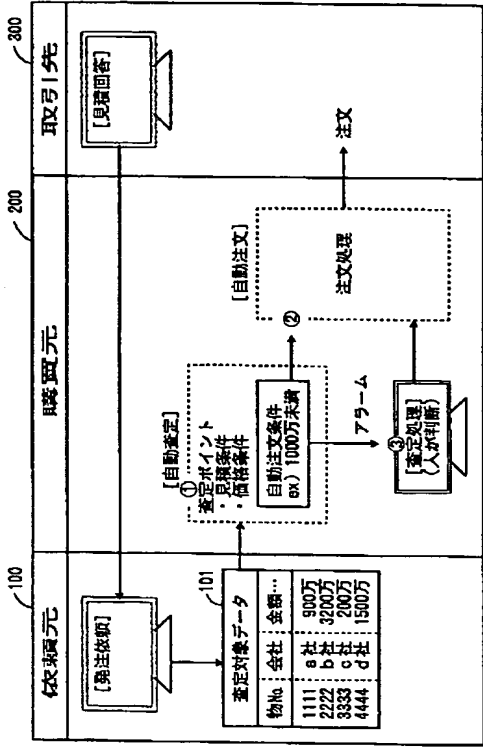 100
依頼元
[発注依頼]
101
査定対象データ
物No 会社 金額…
1111 a社 900万
2222 b社 3200万
3333 c社 200万
4444 d社 1500万
200
購買元
[自動査定]
①
査定ポイント
・見積条件
・価格条件
自動注文条件
ex) 1000万未満
アラーム
③
[査定処理]
(人が判断)
②
[自動注文]
注文処理
注文
300
取引先
[見積回答]